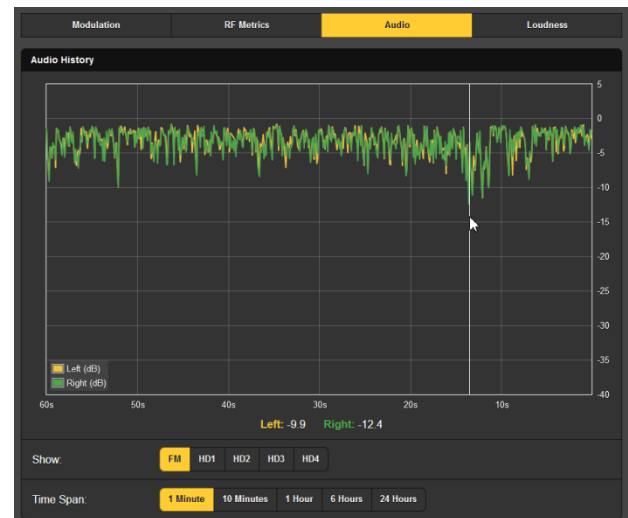 Modulation RF Metrics Audio Loudness
Audio History
5
0
-5
-10
-15
-20
-25
-30
-35
-40
Left (dB)
Right (dB)
60s 50s 40s 30s 20s 10s
Left: -9.9 Right: -12.4
Show: FM HD1 HD2 HD3 HD4
Time Span: 1 Minute 10 Minutes 1 Hour 6 Hours 24 Hours